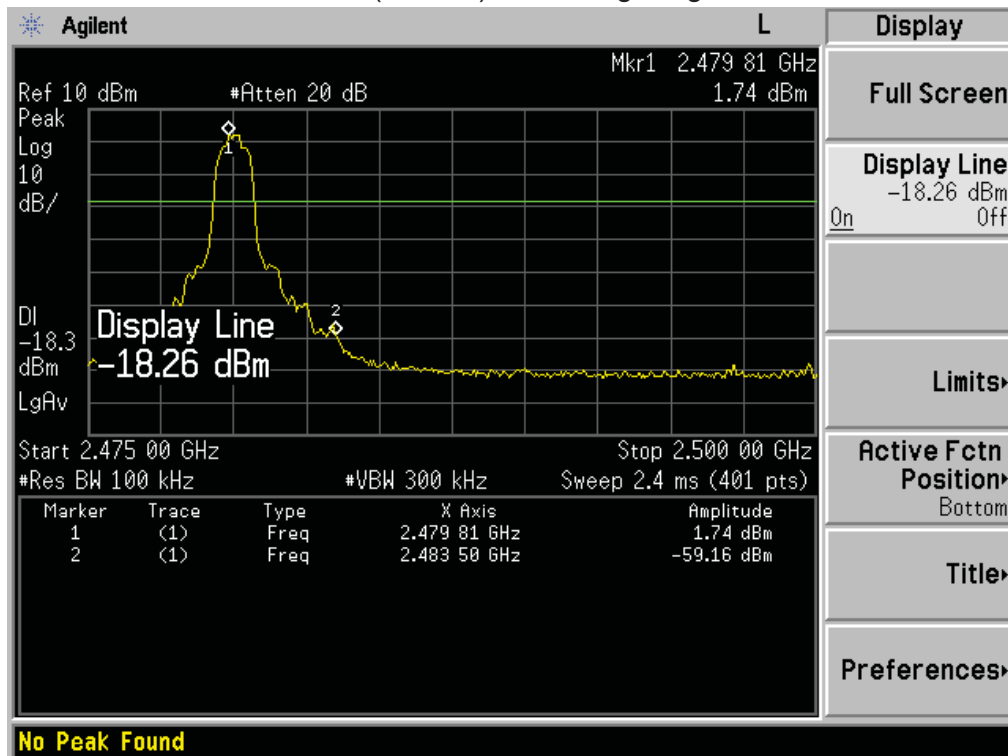 Agilent L
Mkr1 2.479 81 GHz
Ref 10 dBm #Atten 20 dB 1.74 dBm
Peak
Log
10
dB/
1
2
DI
-18.3
dBm
LgAv
Display Line
-18.26 dBm
Start 2.475 00 GHz Stop 2.500 00 GHz
#Res BW 100 kHz #VBW 300 kHz Sweep 2.4 ms (401 pts)
Marker Trace Type X Axis Amplitude
1 (1) Freq 2.479 81 GHz 1.74 dBm
2 (1) Freq 2.483 50 GHz -59.16 dBm
No Peak Found
Display
Full Screen
Display Line
-18.26 dBm
On Off
Limits
Active Fctn
Position
Bottom
Title
Preferences